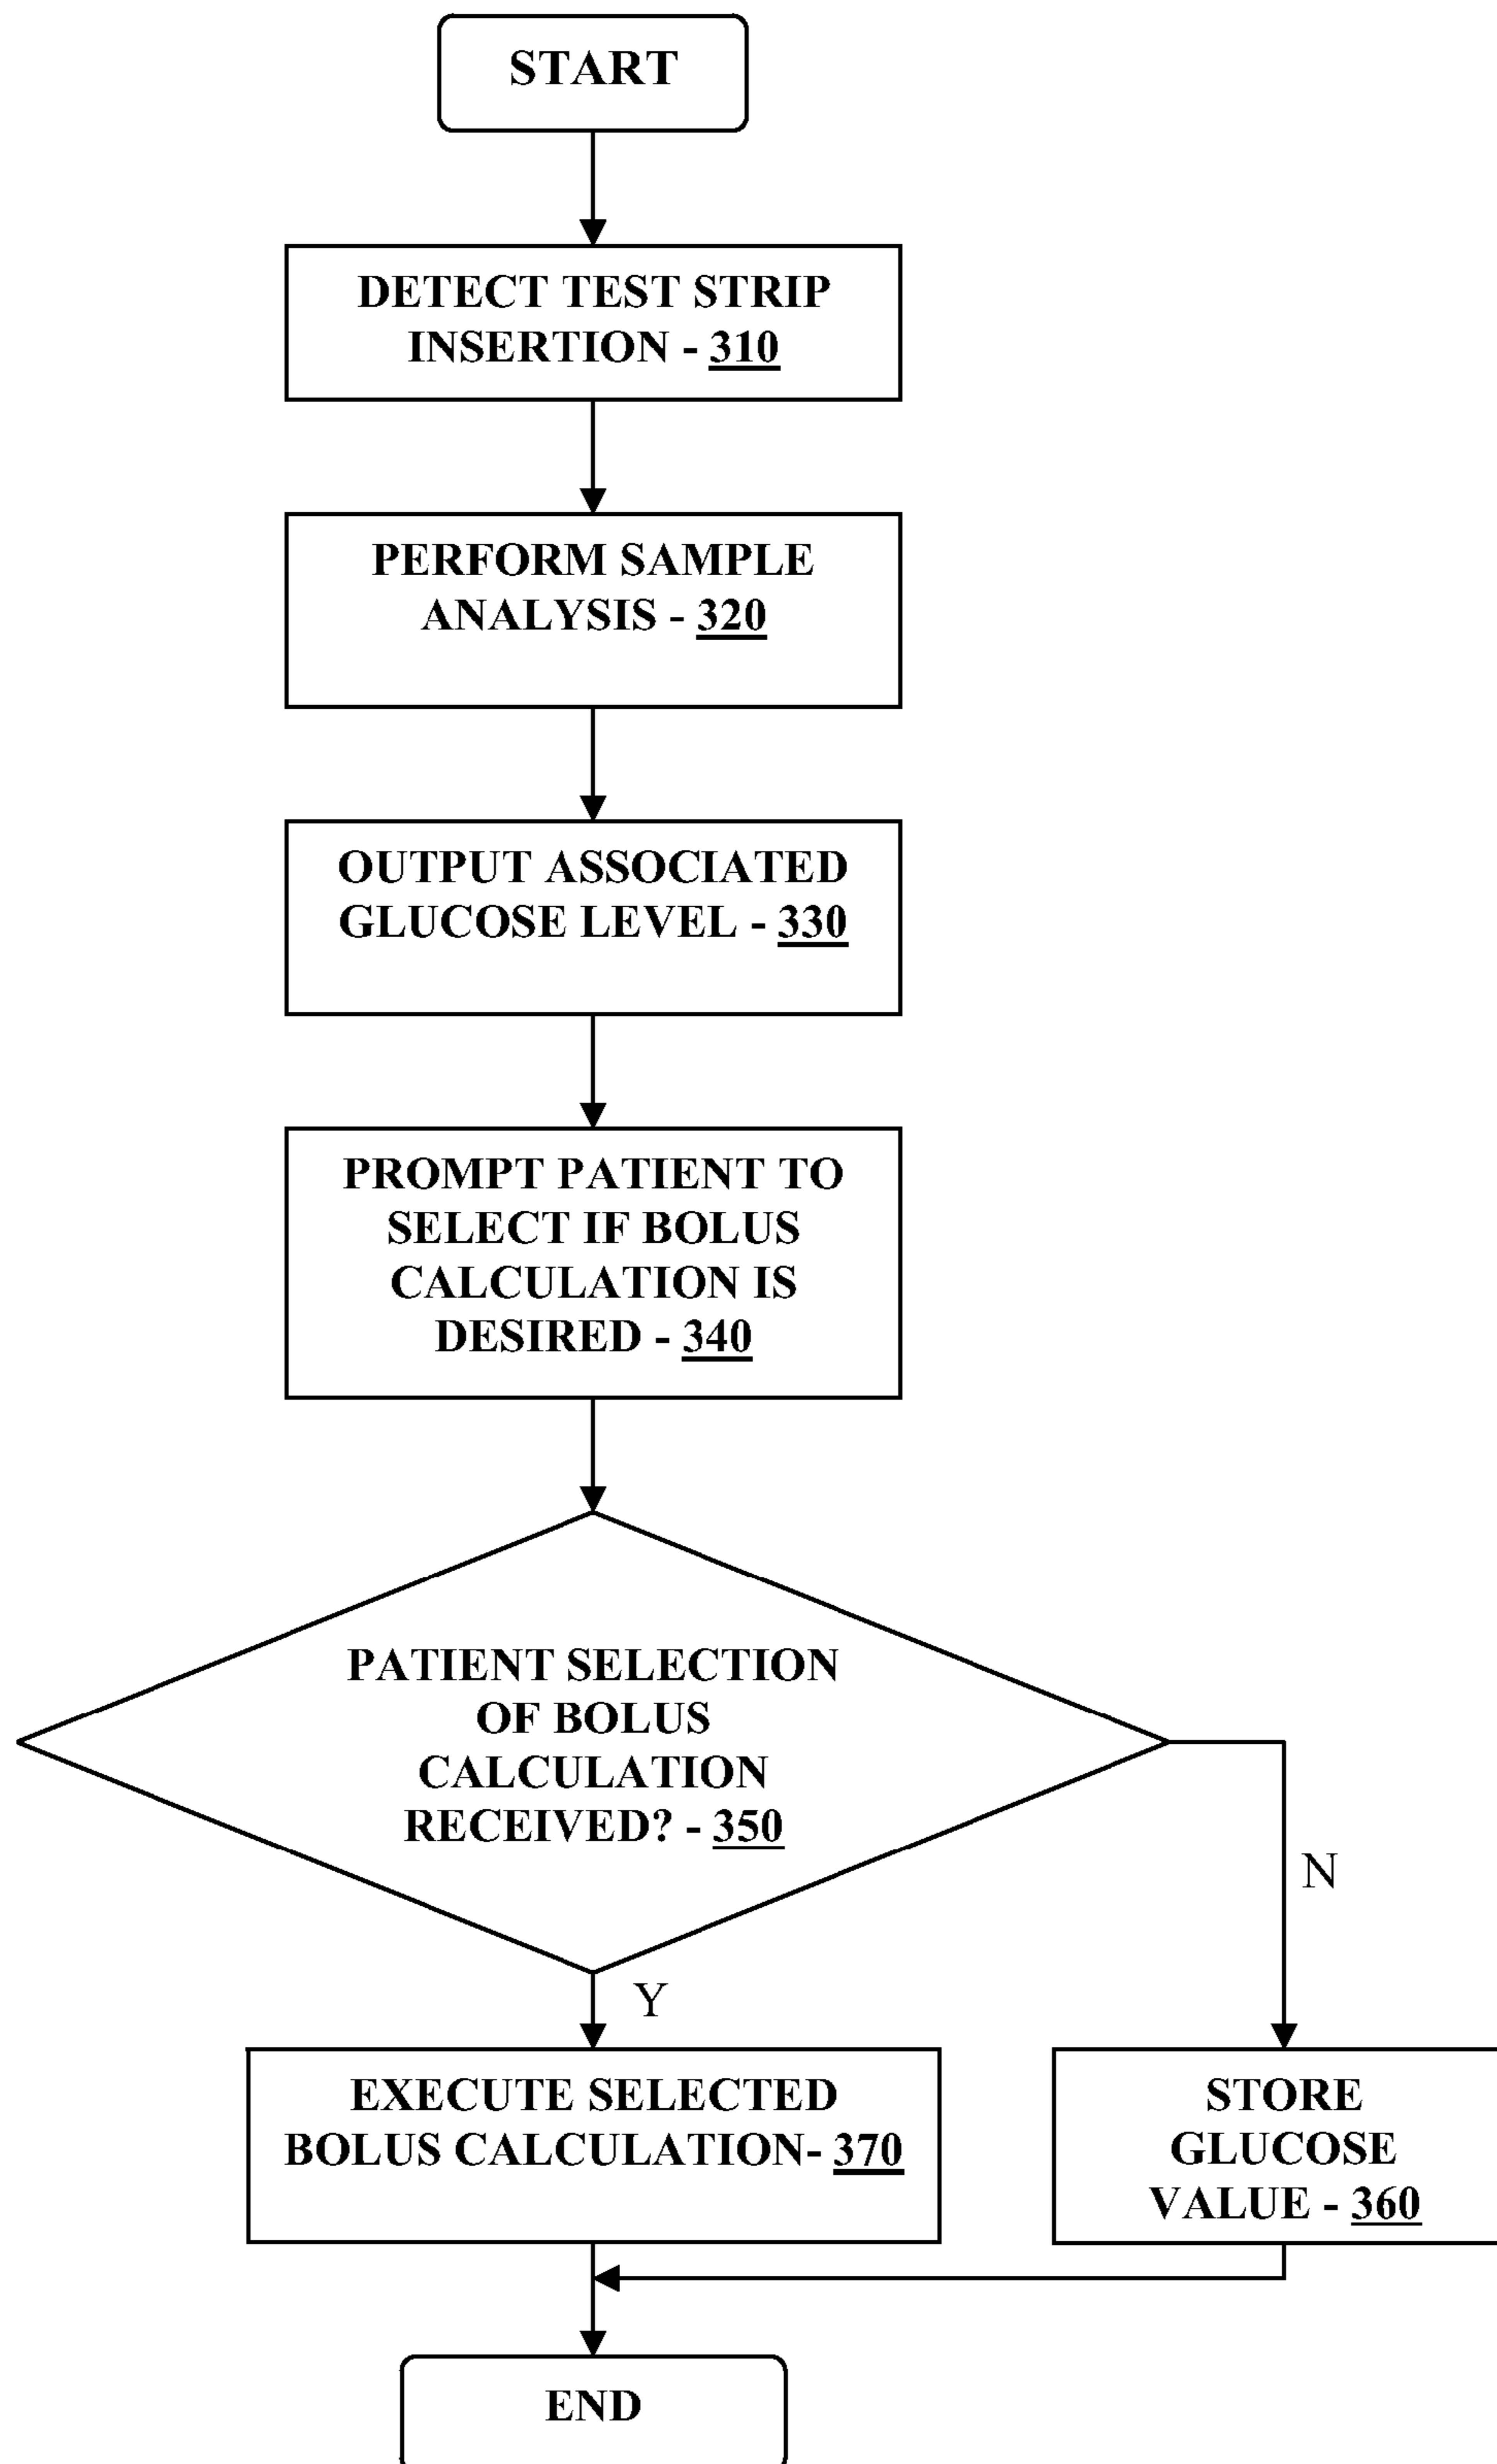 START
DETECT TEST STRIP
INSERTION - 310
PERFORM SAMPLE
ANALYSIS - 320
OUTPUT ASSOCIATED
GLUCOSE LEVEL - 330
PROMPT PATIENT TO
SELECT IF BOLUS
CALCULATION IS
DESIRED - 340
PATIENT SELECTION
OF BOLUS
CALCULATION
RECEIVED? - 350
N
Y
EXECUTE SELECTED
BOLUS CALCULATION- 370
STORE
GLUCOSE
VALUE - 360
END